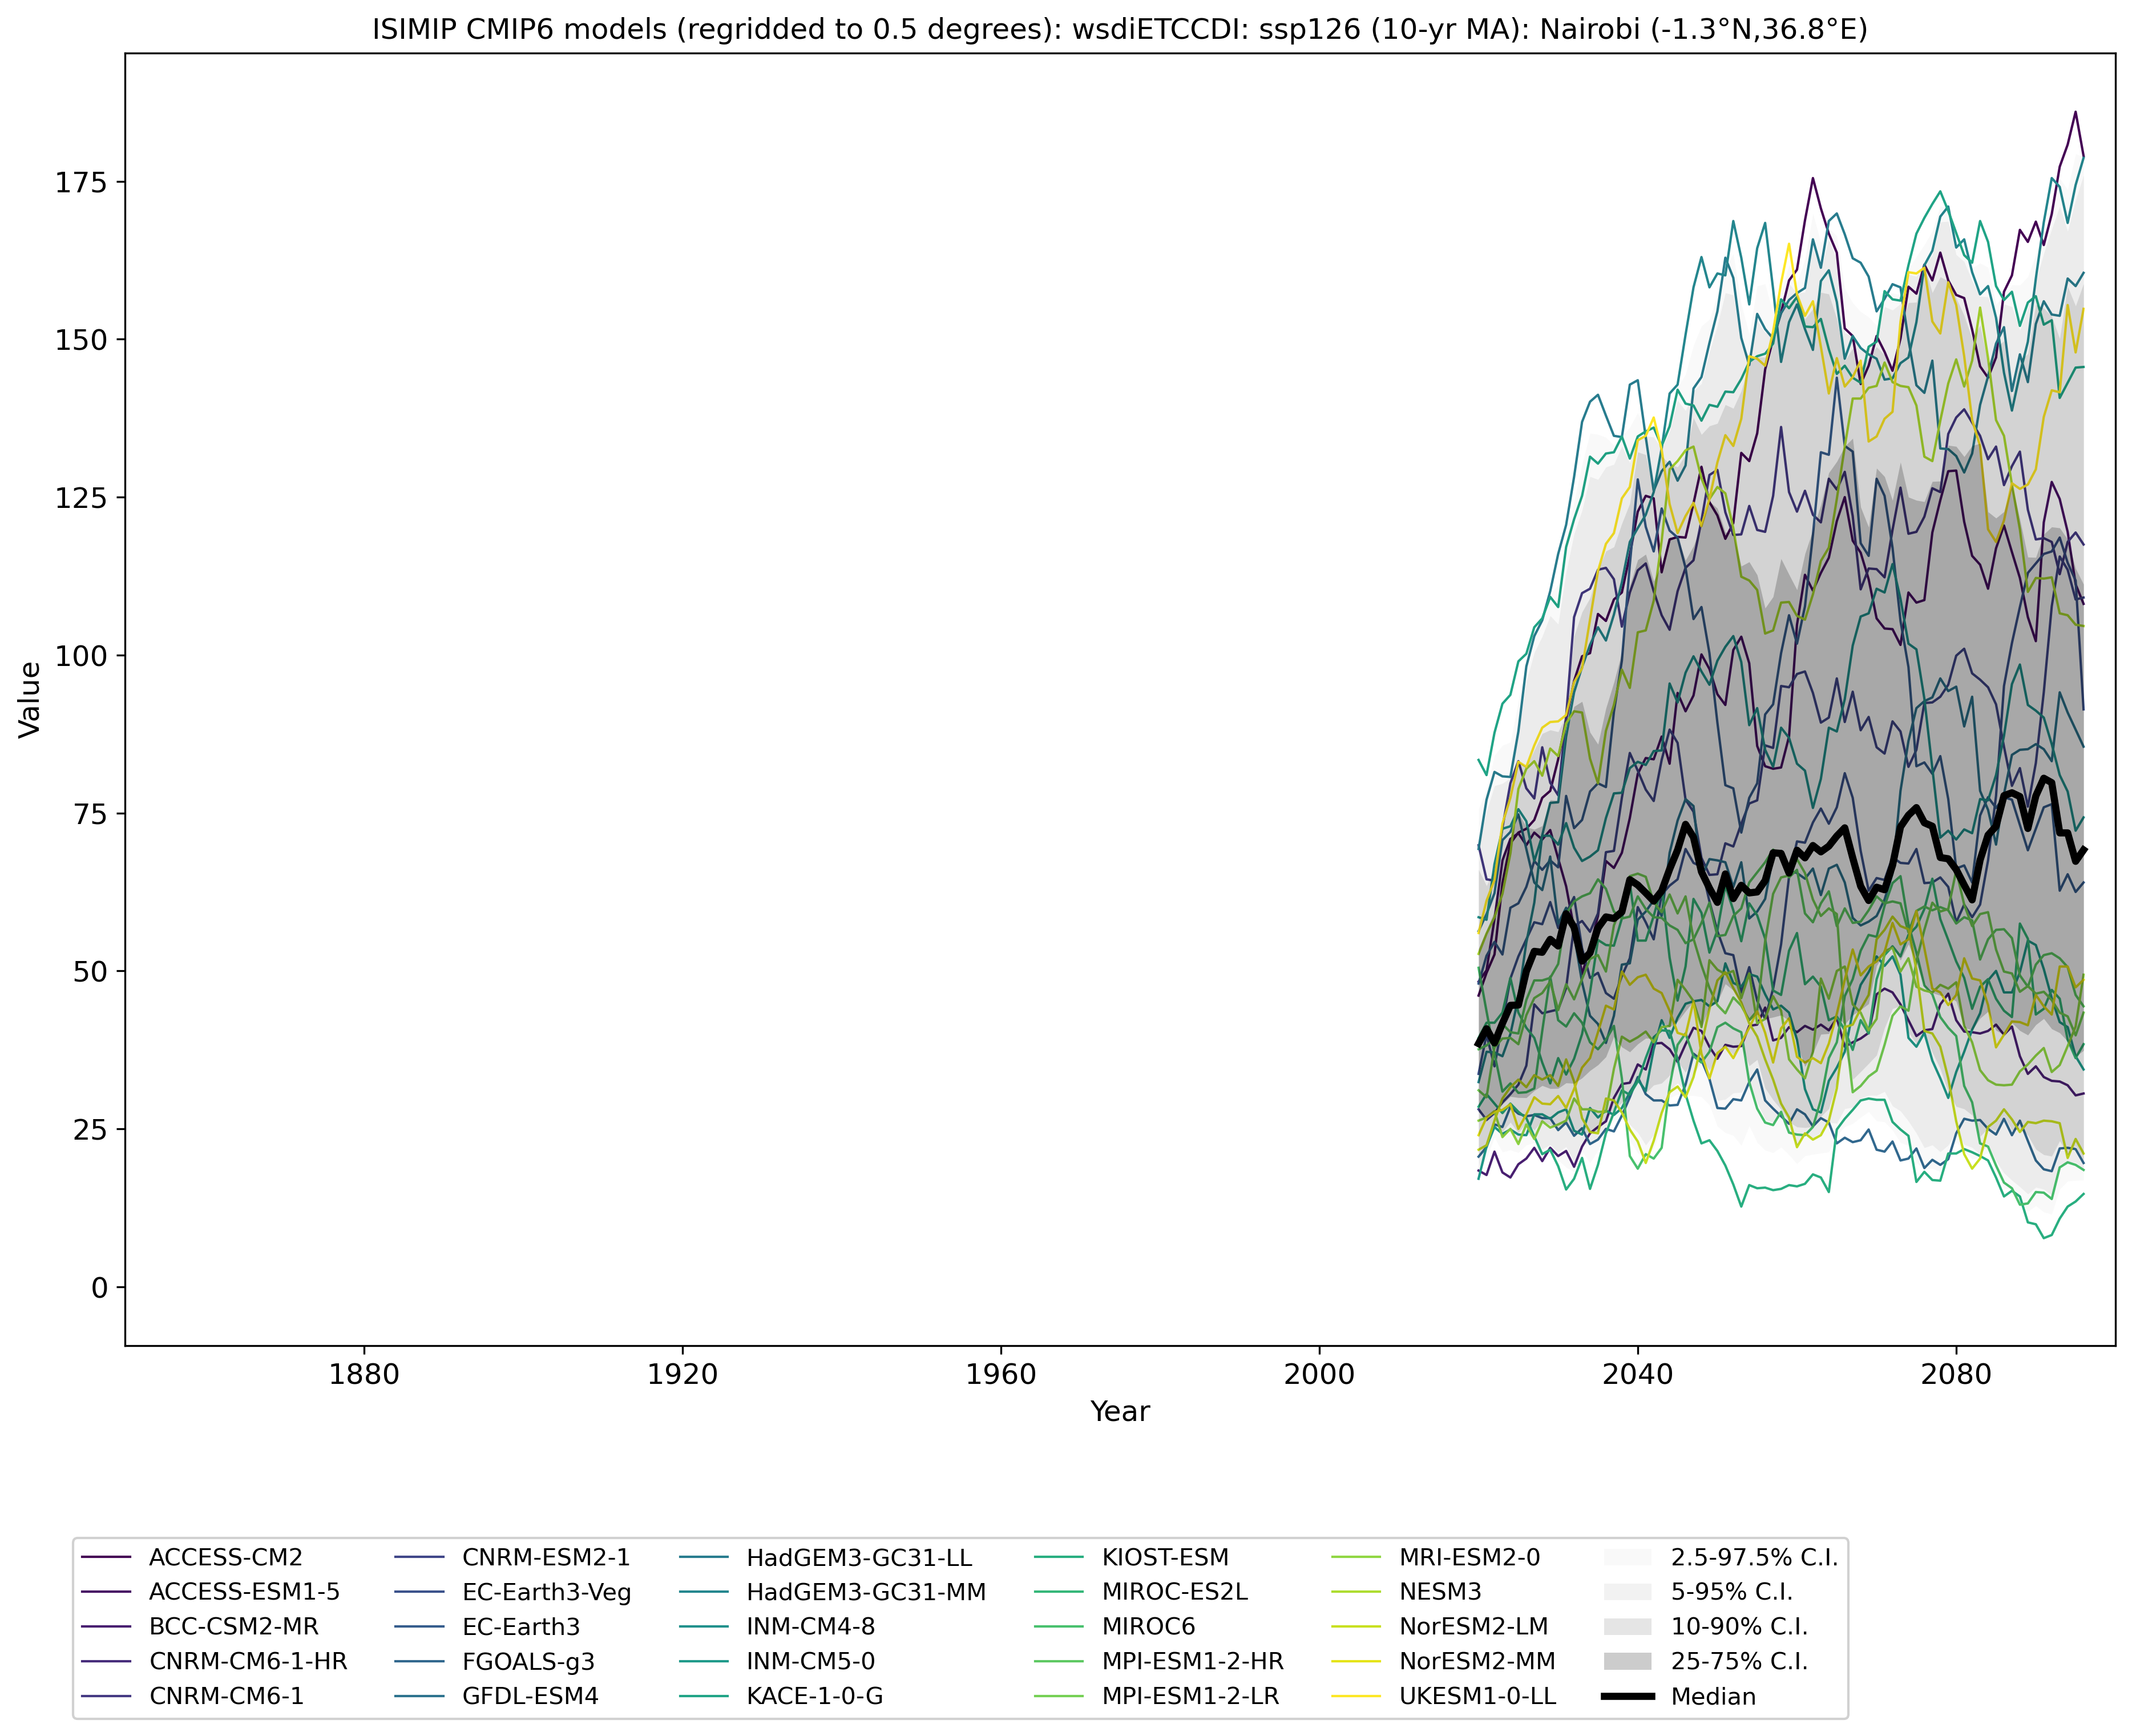 ISIMIP CMIP6 models (regridded to 0.5 degrees): wsdiETCCDI: ssp126 (10-yr MA): Nairobi (-1.3°N,36.8°E)
175
150
125
100
75
50
25
0
Value
1880 1920 1960 2000 2040 2080
Year
ACCESS-CM2
ACCESS-ESM1-5
BCC-CSM2-MR
CNRM-CM6-1-HR
CNRM-CM6-1
CNRM-ESM2-1
EC-Earth3-Veg
EC-Earth3
FGOALS-g3
GFDL-ESM4
HadGEM3-GC31-LL
HadGEM3-GC31-MM
INM-CM4-8
INM-CM5-0
KACE-1-0-G
KIOST-ESM
MIROC-ES2L
MIROC6
MPI-ESM1-2-HR
MPI-ESM1-2-LR
MRI-ESM2-0
NESM3
NorESM2-LM
NorESM2-MM
UKESM1-0-LL
2.5-97.5% C.I.
5-95% C.I.
10-90% C.I.
25-75% C.I.
Median